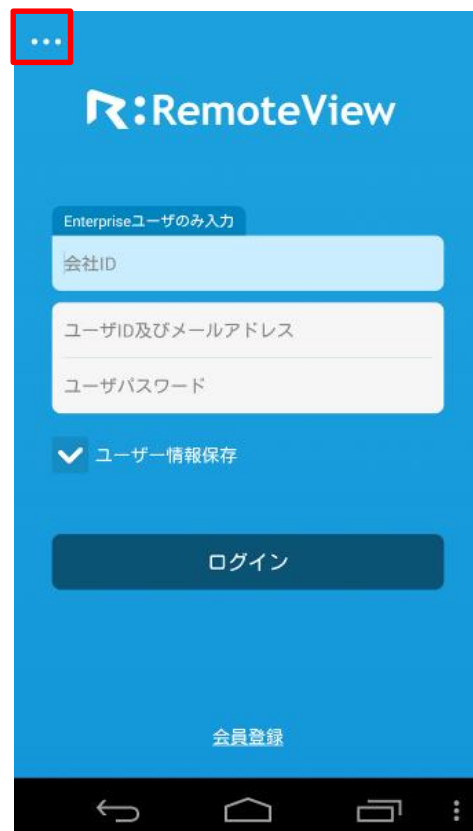 ...
R:RemoteView
Enterpriseユーザのみ入力
会社ID
ユーザID及びメールアドレス
ユーザパスワード
ユーザー情報保存
ログイン
会員登録